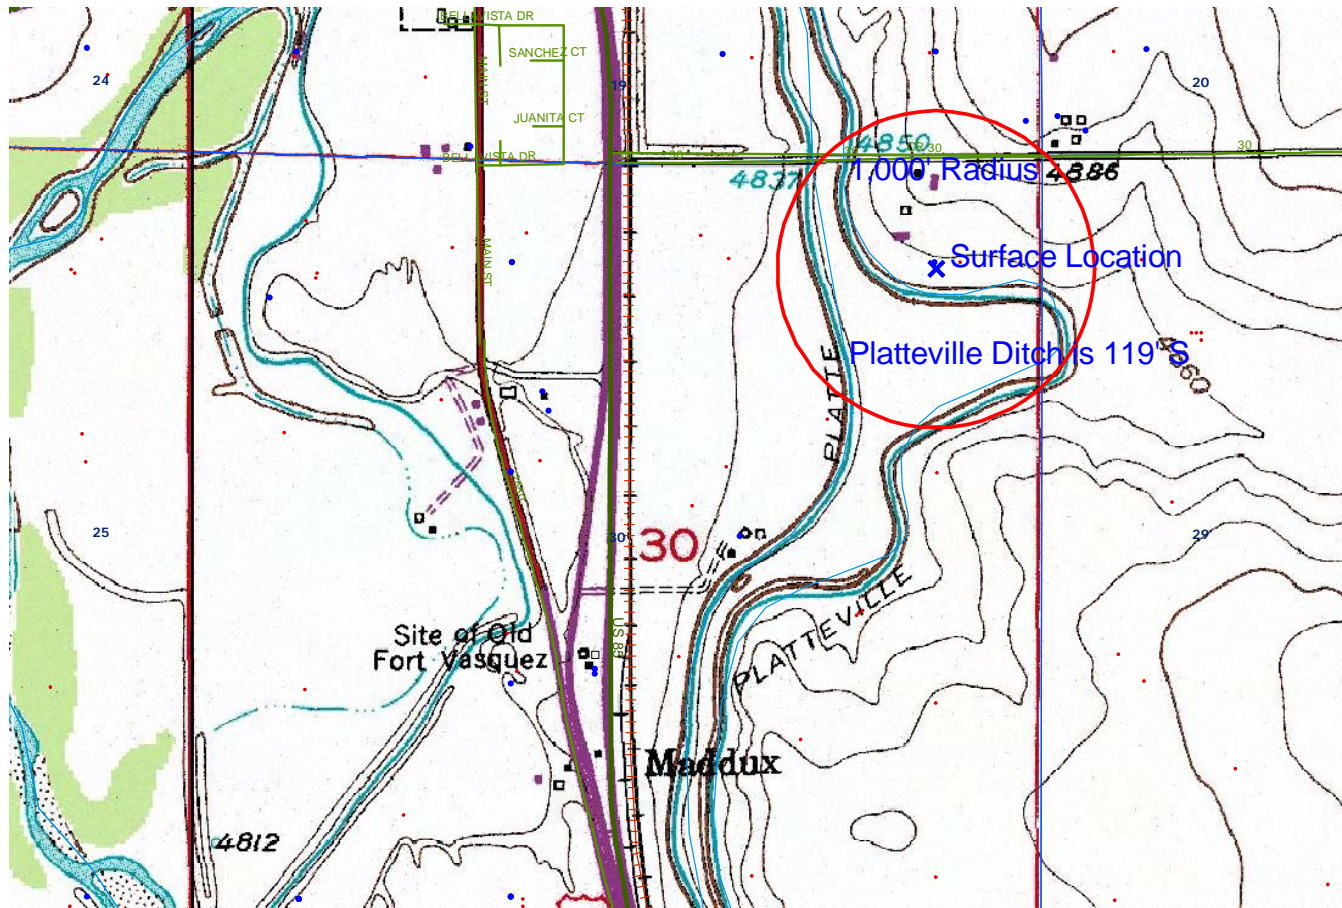 BELLA VISTA DR
SANCHEZ CT
MAIN ST
24
19
20
JUANITA CT
BELLA VISTA DR
4850
30
30
4837
1,000' Radius
4886
MAIN ST
Surface Location
PLATTE
Platteville Ditch is 119' S
4860
25
30
30
29
PLATTEVILLE
US 85
Site of Old
Fort Vasquez
Maddux
4812